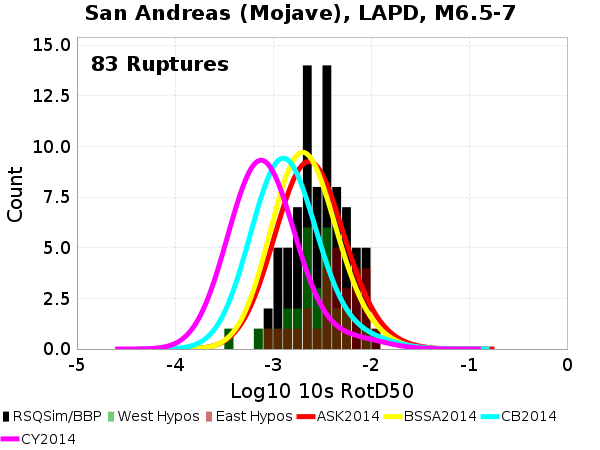 San Andreas (Mojave), LAPD, M6.5-7
83 Ruptures
Count
15.0
12.5
10.0
7.5
5.0
2.5
0.0
-5 -4 -3 -2 -1 0
Log10 10s RotD50
RSQSim/BBP West Hypos East Hypos ASK2014 BSSA2014 CB2014
CY2014